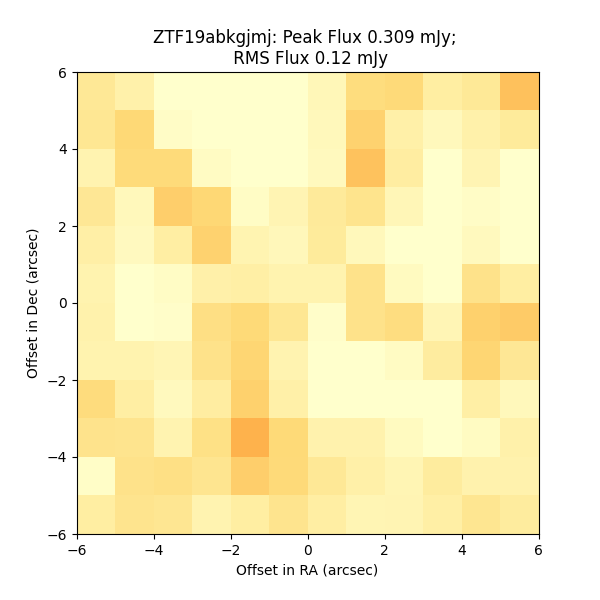 ZTF19abkgjmj: Peak Flux 0.309 mJy;
RMS Flux 0.12 mJy
6
4
2
0
−2
−4
−6
Offset in Dec (arcsec)
−6 −4 −2 0 2 4 6
Offset in RA (arcsec)